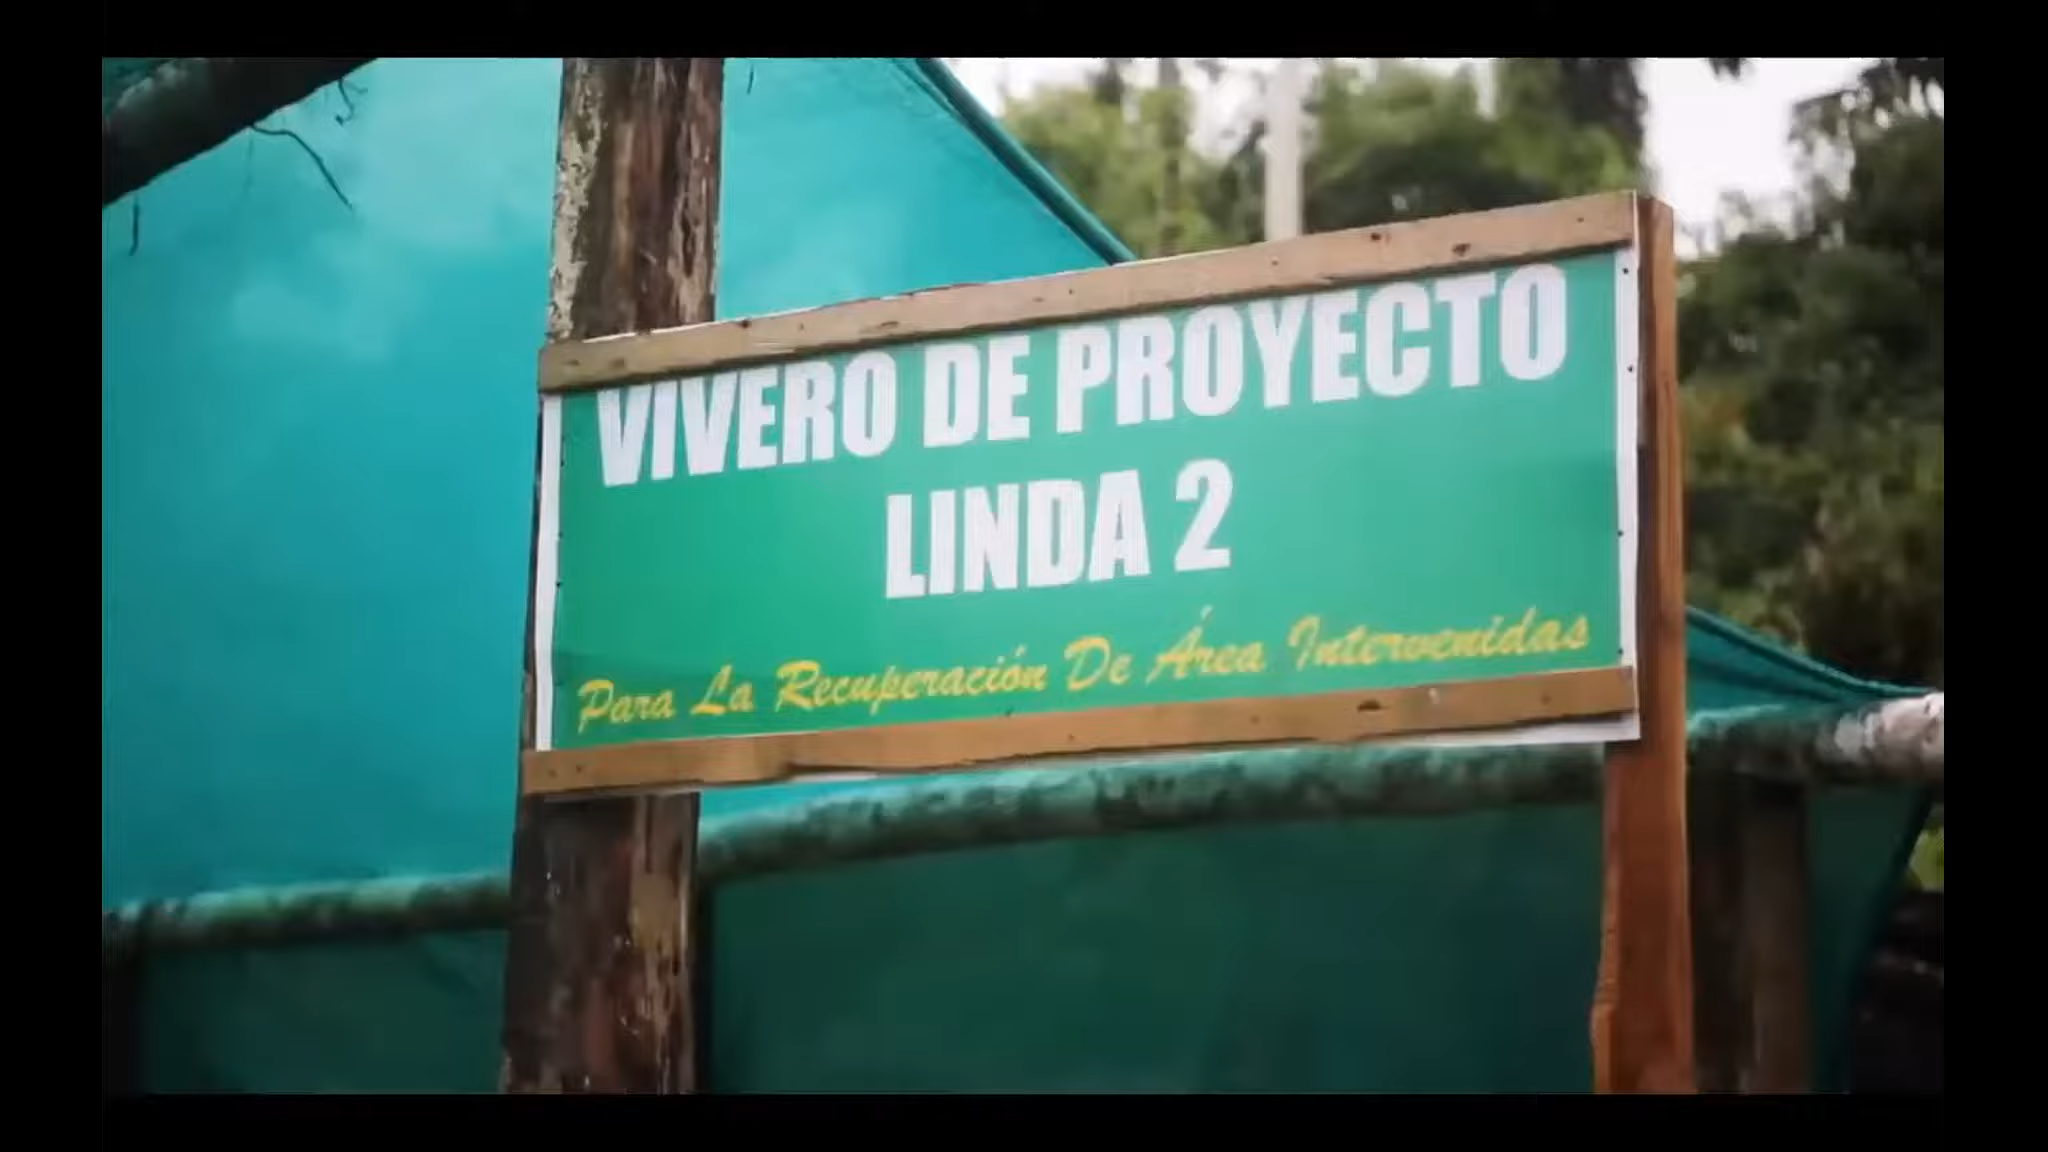 VIVERO DE PROYECTO
LINDA 2
Para La Recuperación De Área Intervenidas